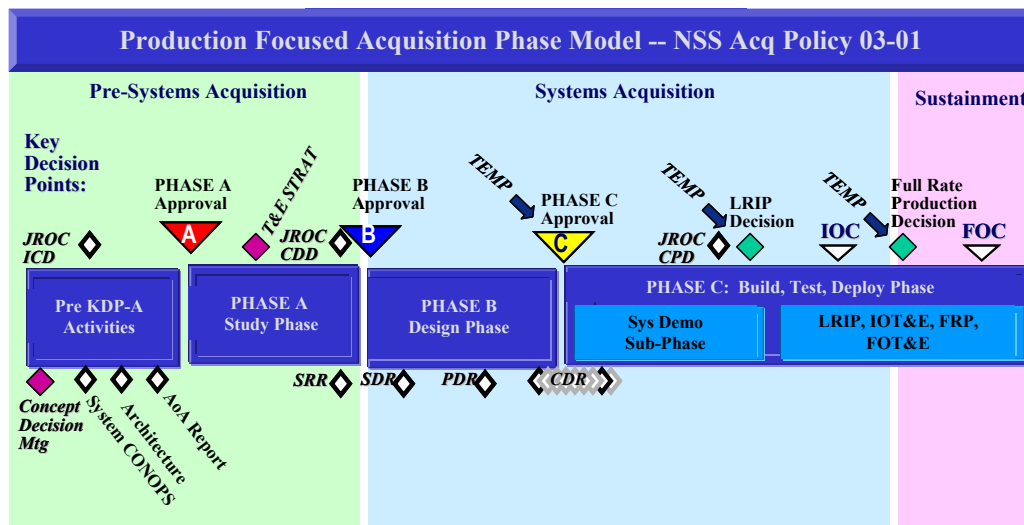 Production Focused Acquisition Phase Model -- NSS Acq Policy 03-01
Pre-Systems Acquisition
Systems Acquisition
Sustainment
Key
Decision
Points:
JROC
ICD
PHASE A
Approval
A
T&E STRAT
JROC
CDD
PHASE B
Approval
B
TEMP
PHASE C
Approval
C
TEMP
JROC
CPD
LRIP
Decision
TEMP
IOC
Full Rate
Production
Decision
FOC
Pre KDP-A
Activities
PHASE A
Study Phase
PHASE B
Design Phase
PHASE C:  Build, Test, Deploy Phase
Sys Demo
Sub-Phase
LRIP, IOT&E, FRP,
FOT&E
SRR
SDR
PDR
CDR
Concept
Decision
Mtg
System CONOPS
Architecture
AoA Report